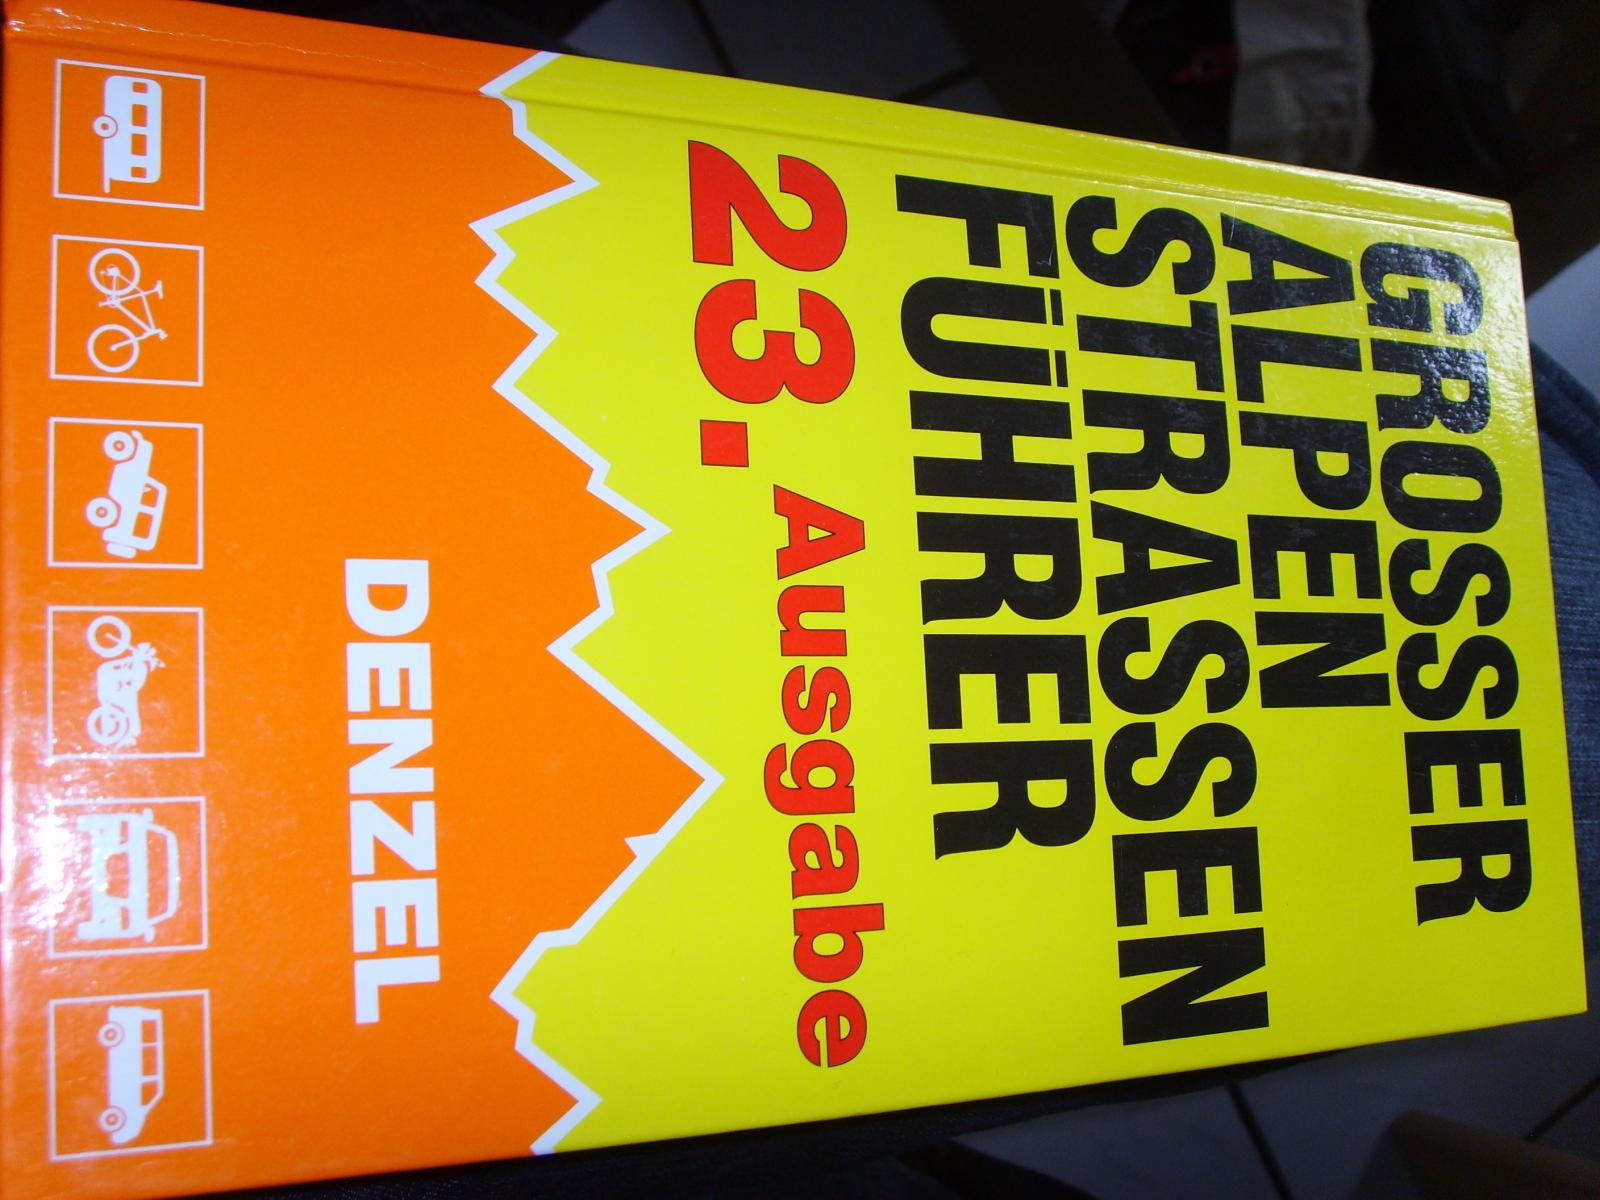 GROSSER
ALPEN
STRASSEN
FÜHRER
23. Ausgabe
DENZEL